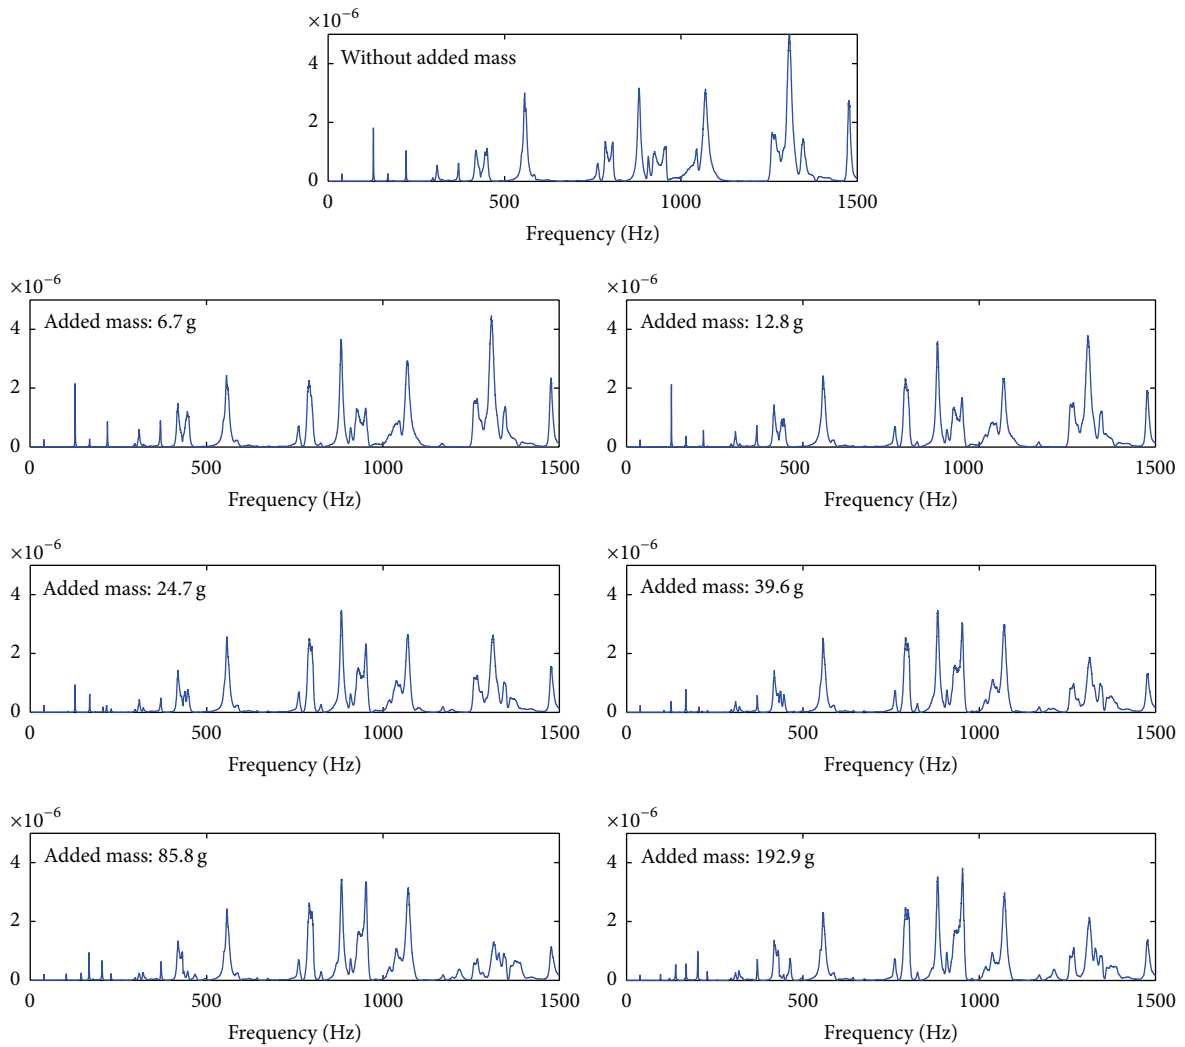 ×10⁻⁶
Without added mass
4
2
0
0 500 1000 1500
Frequency (Hz)
×10⁻⁶ ×10⁻⁶
Added mass: 6.7 g Added mass: 12.8 g
4 4
2 2
0 0
0 500 1000 1500 0 500 1000 1500
Frequency (Hz) Frequency (Hz)
×10⁻⁶ ×10⁻⁶
Added mass: 24.7 g Added mass: 39.6 g
4 4
2 2
0 0
0 500 1000 1500 0 500 1000 1500
Frequency (Hz) Frequency (Hz)
×10⁻⁶ ×10⁻⁶
Added mass: 85.8 g Added mass: 192.9 g
4 4
2 2
0 0
0 500 1000 1500 0 500 1000 1500
Frequency (Hz) Frequency (Hz)